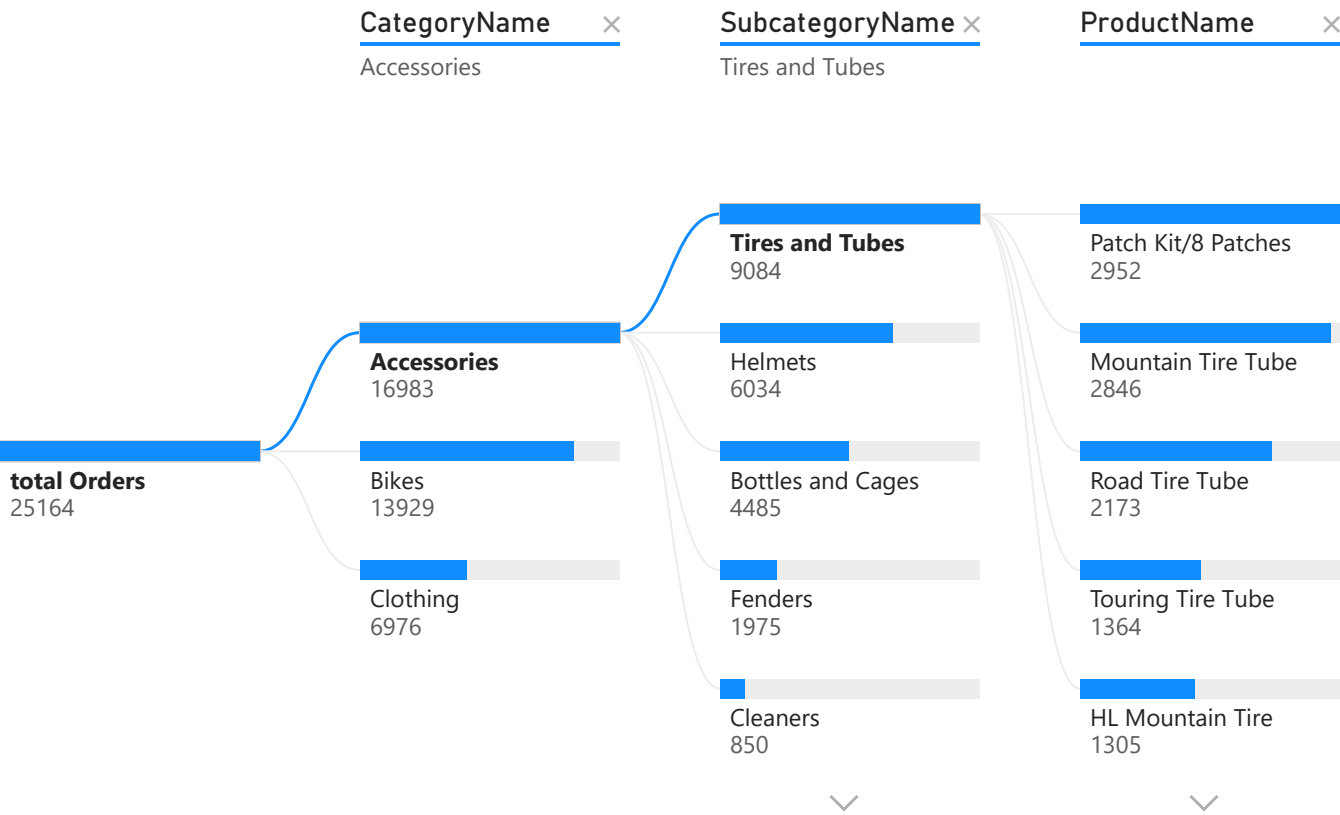 CategoryName
Accessories
SubcategoryName
Tires and Tubes
ProductName
total Orders
25164
Accessories
16983
Bikes
13929
Clothing
6976
Tires and Tubes
9084
Helmets
6034
Bottles and Cages
4485
Fenders
1975
Cleaners
850
Patch Kit/8 Patches
2952
Mountain Tire Tube
2846
Road Tire Tube
2173
Touring Tire Tube
1364
HL Mountain Tire
1305